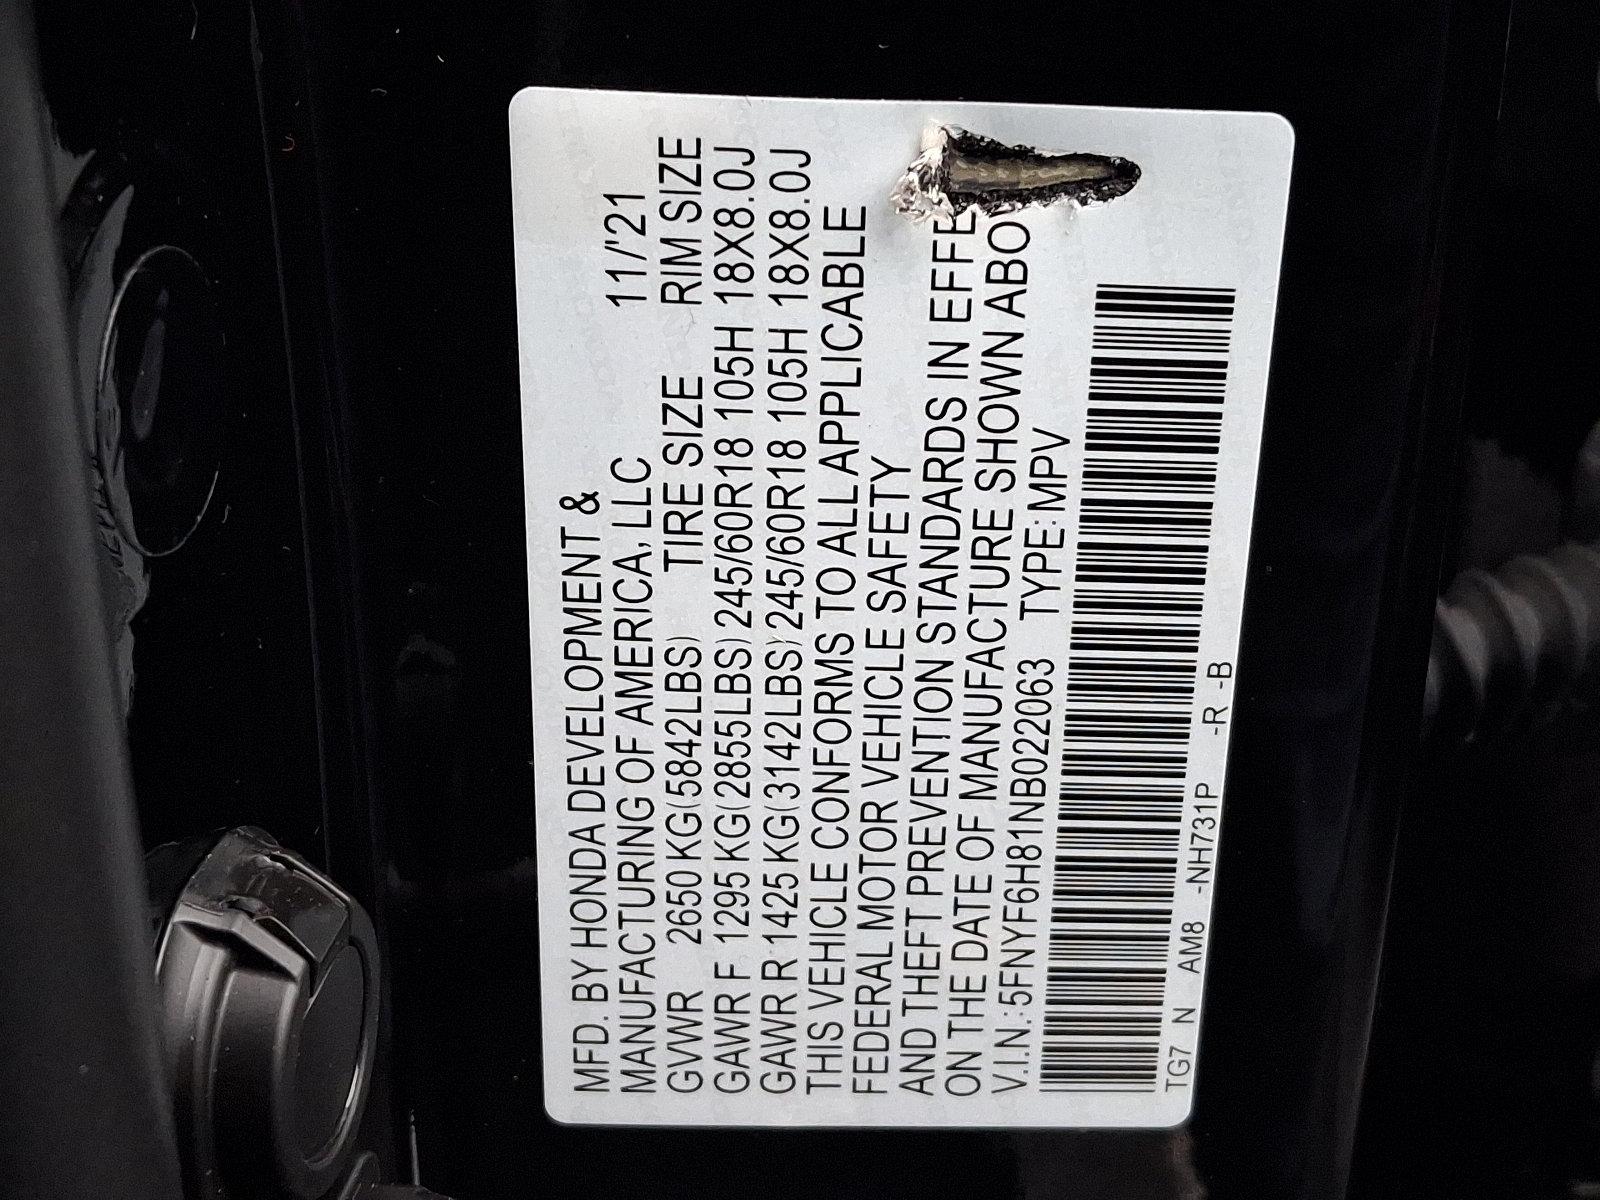 MFD. BY HONDA DEVELOPMENT &
MANUFACTURING OF AMERICA, LLC 11/'21
GVWR 2650 KG(5842LBS) TIRE SIZE RIM SIZE
GAWR F 1295 KG(2855LBS) 245/60R18 105H 18X8.0J
GAWR R 1425 KG(3142LBS) 245/60R18 105H 18X8.0J
THIS VEHICLE CONFORMS TO ALL APPLICABLE
FEDERAL MOTOR VEHICLE SAFETY
AND THEFT PREVENTION STANDARDS IN EFFE
ON THE DATE OF MANUFACTURE SHOWN ABO
V.I.N.: 5FNYF6H81NB022063 TYPE: MPV
TG7 N AM8 -NH731P -R -B